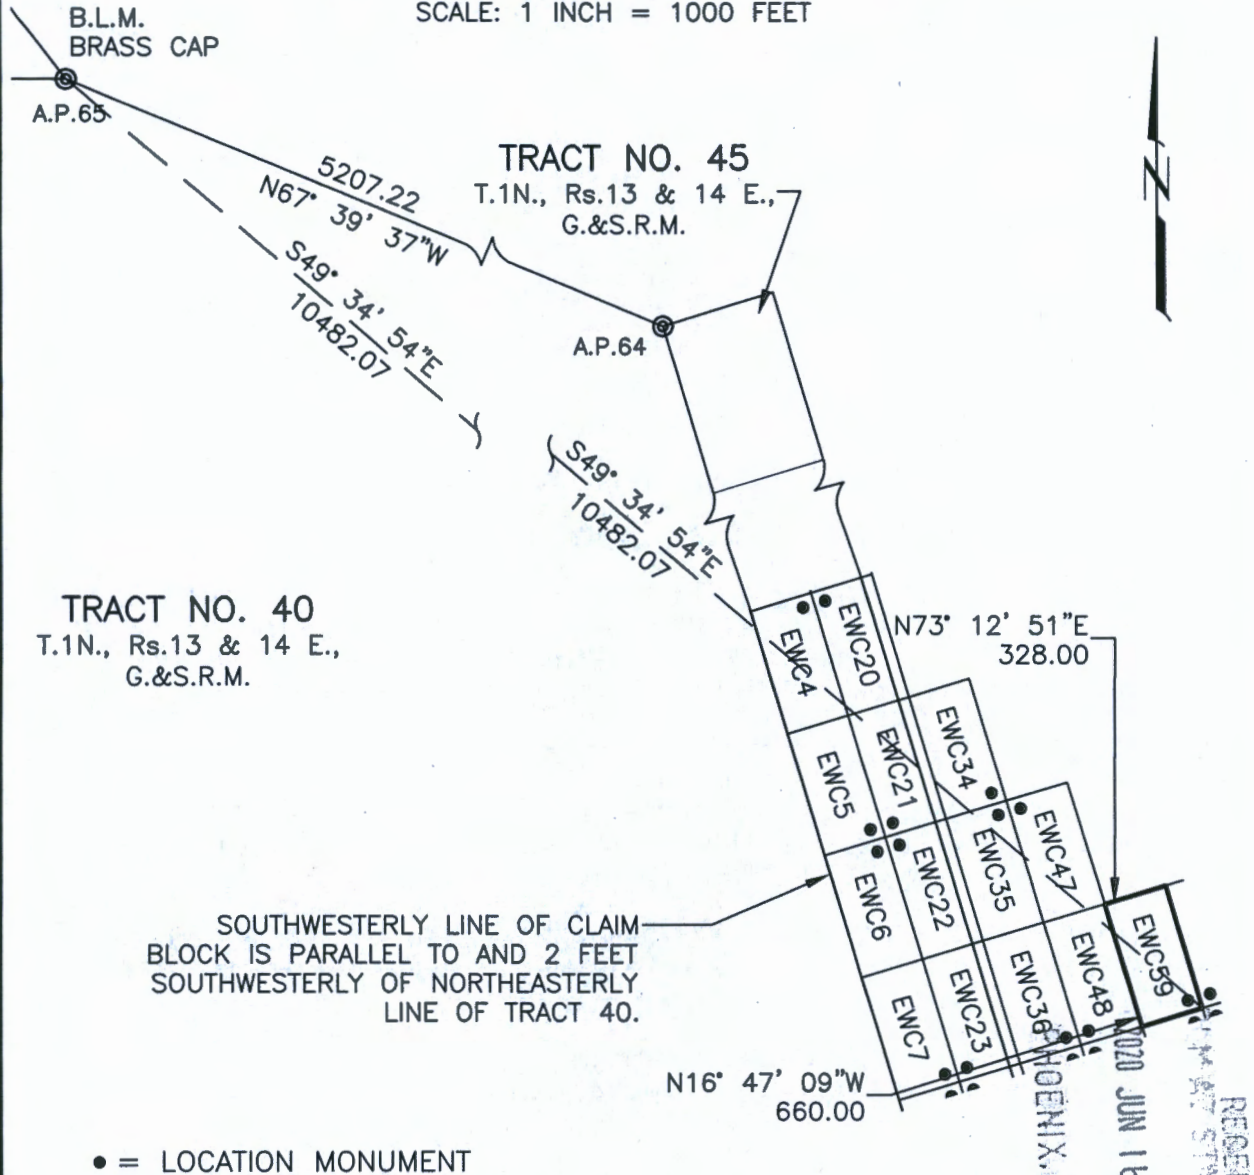 SCALE: 1 INCH = 1000 FEET
B.L.M.
BRASS CAP
A.P.65
5207.22
N67° 39' 37"W
TRACT NO. 45
T.1N., Rs.13 & 14 E.,
G.&S.R.M.
N
S49° 34' 54"E
10482.07
A.P.64
S49° 34' 54"E
10482.07
TRACT NO. 40
T.1N., Rs.13 & 14 E.,
G.&S.R.M.
N73° 12' 51"E
328.00
EWC4
EWC20
EWC5
EWC21
EWC34
EWC6
EWC22
EWC35
EWC47
EWC7
EWC23
EWC36
EWC48
EWC59
SOUTHWESTERLY LINE OF CLAIM
BLOCK IS PARALLEL TO AND 2 FEET
SOUTHWESTERLY OF NORTHEASTERLY
LINE OF TRACT 40.
N16° 47' 09"W
660.00
PHOENIX
2020 JUN
● = LOCATION MONUMENT